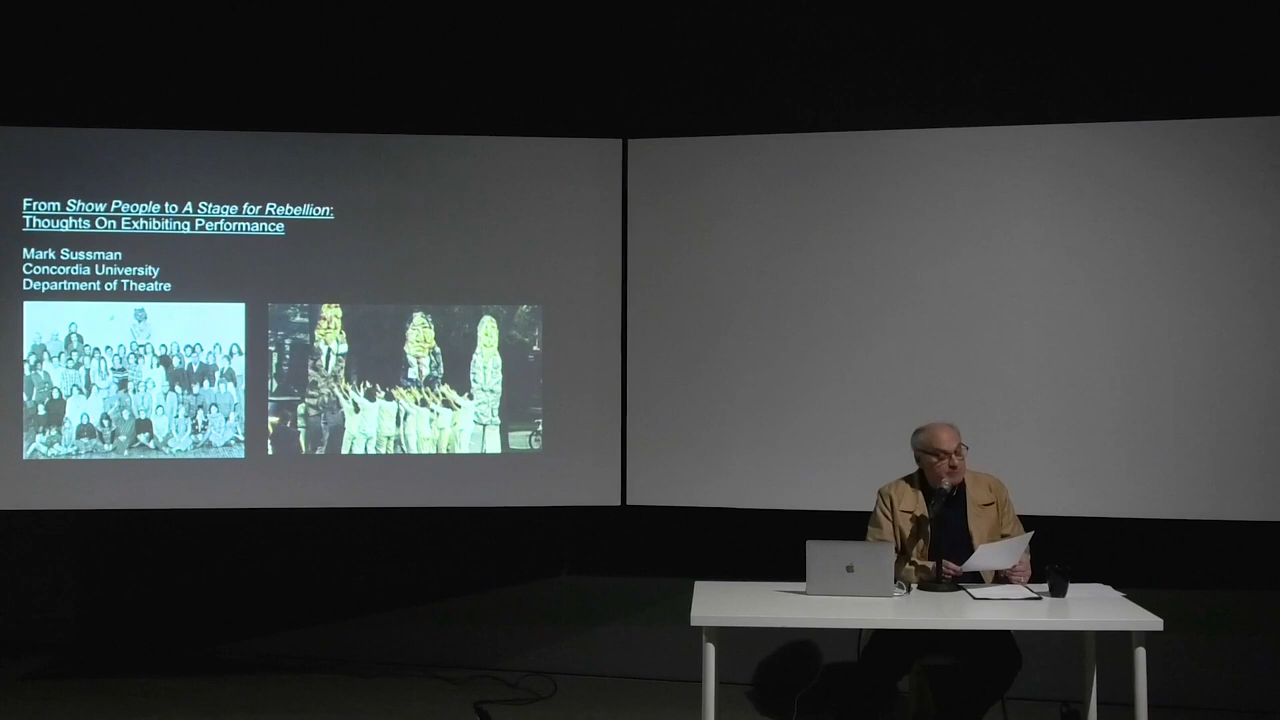 From Show People to A Stage for Rebellion:
Thoughts On Exhibiting Performance
Mark Sussman
Concordia University
Department of Theatre